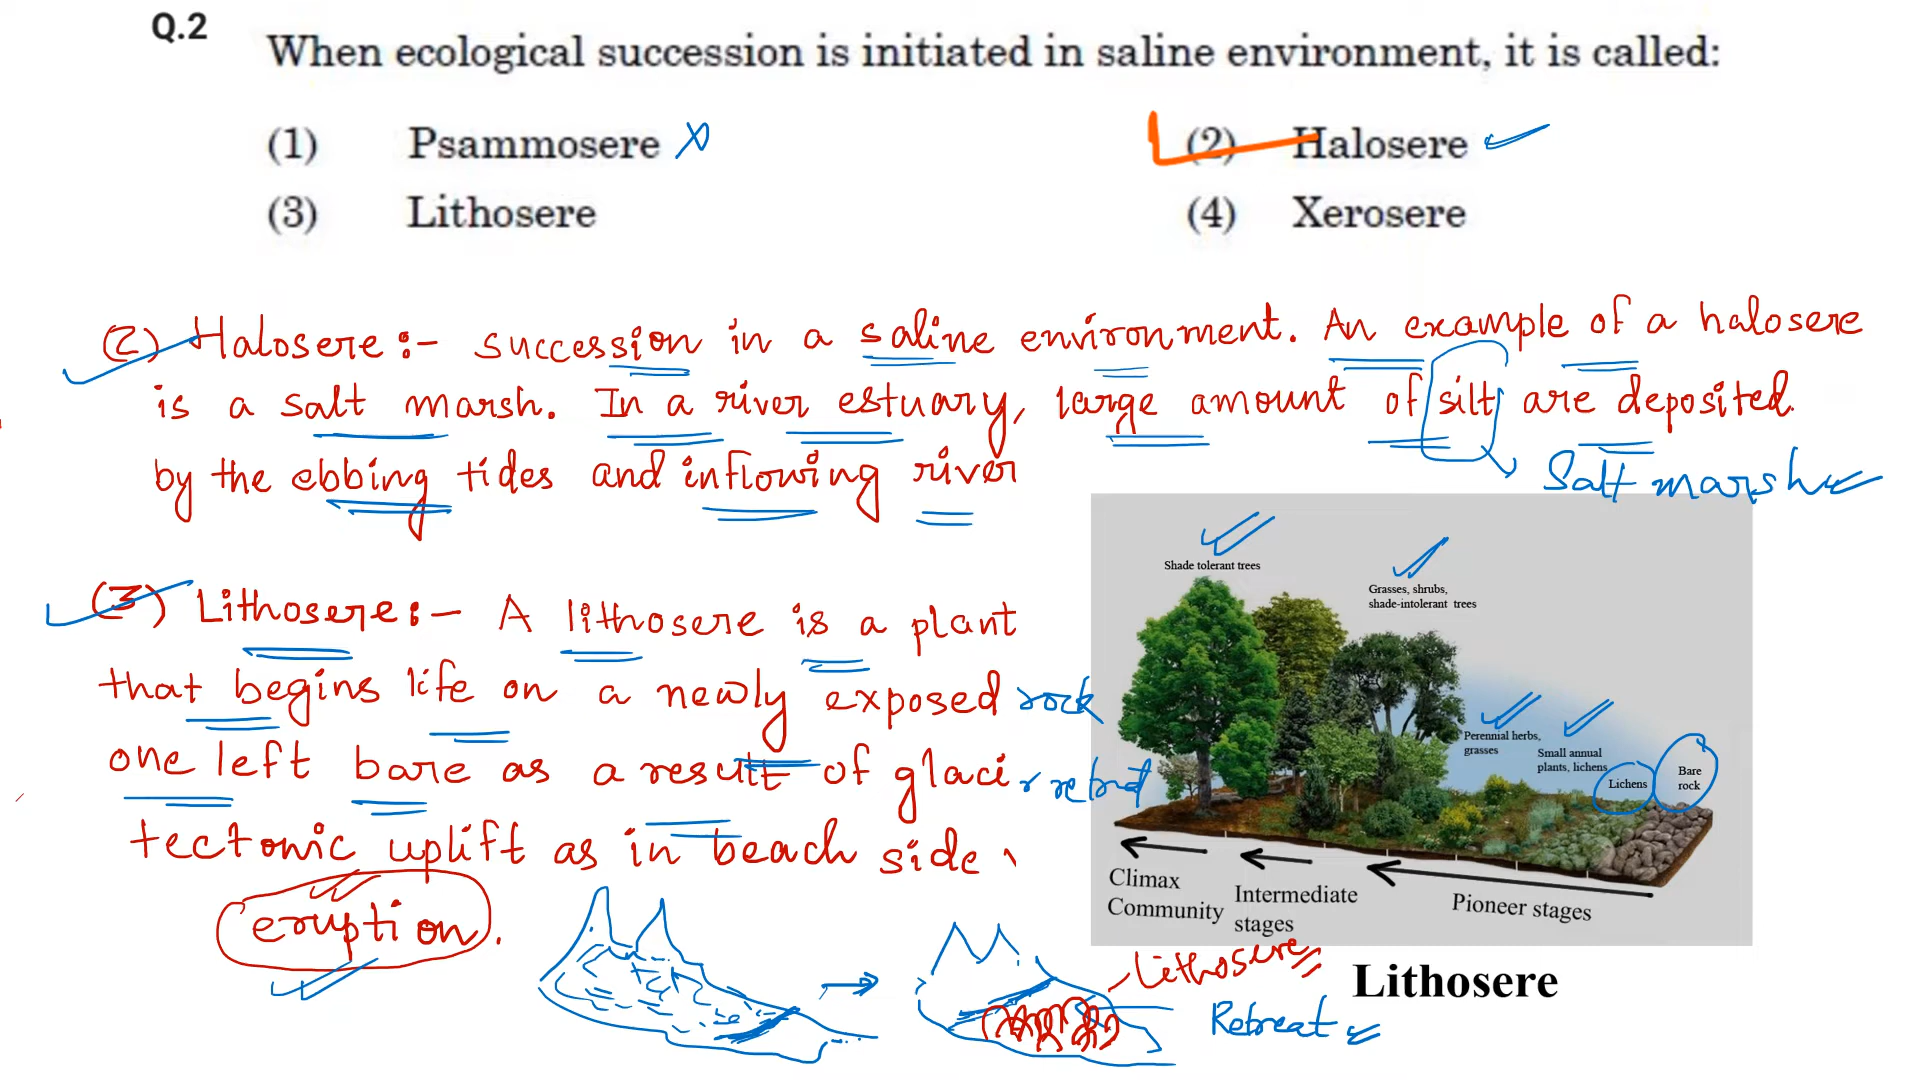 Q.2
When ecological succession is initiated in saline environment, it is called:
(1) Psammosere (2) Halosere
(3) Lithosere (4) Xerosere
(2) Halosere :- succession in a saline environment. An example of a halosere
is a salt marsh. In a river estuary, large amount of silt are deposited.
by the ebbing tides and inflowing river
Salt marsh
(3) Lithosere :- A lithosere is a plant
that begins life on a newly exposed rock
one left bare as a result of glaci r
tectonic uplift as in beach side
eruption.
Shade tolerant trees
Grasses, shrubs,
shade-intolerant trees
Perennial herbs,
grasses
Small annual
plants, lichens
Lichens
Bare
rock
Climax
Community
Intermediate
stages
Pioneer stages
Lithosere
Lithosere
Retreat